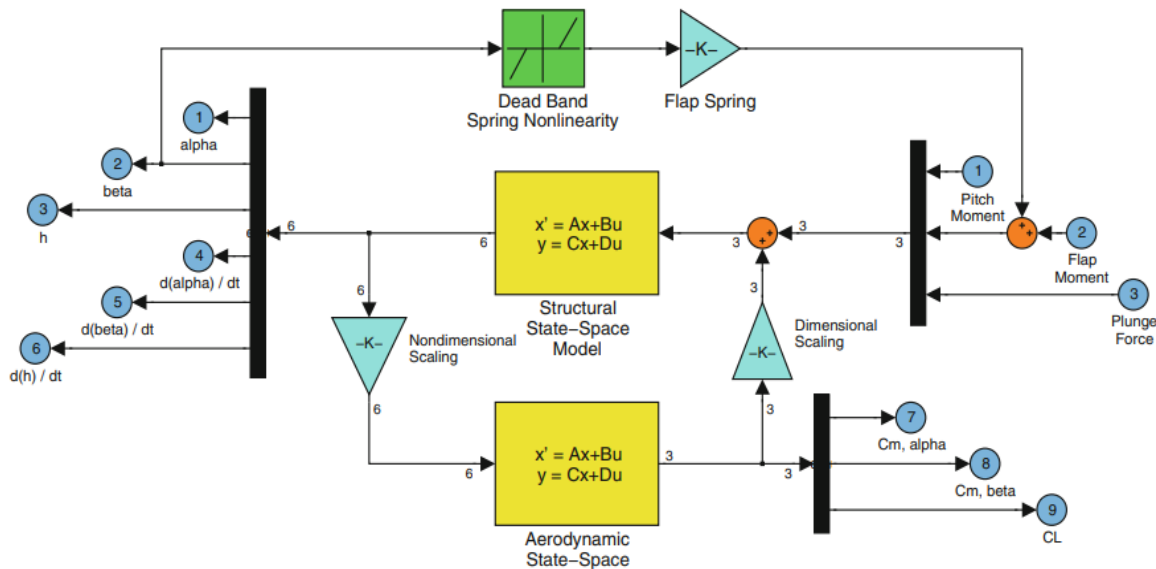 –K–
Dead Band
Spring Nonlinearity
Flap Spring
1
alpha
2
beta
3
h
4
d(alpha) / dt
5
d(beta) / dt
6
d(h) / dt
6
6
6
x' = Ax+Bu
y = Cx+Du
Structural
State–Space
Model
3
+
+
3
3
1
Pitch
Moment
+
+
2
Flap
Moment
3
Plunge
Force
6
–K–
Nondimensional
Scaling
6
3
–K–
Dimensional
Scaling
3
6
x' = Ax+Bu
y = Cx+Du
Aerodynamic
State–Space
3
3
7
Cm, alpha
8
Cm, beta
9
CL